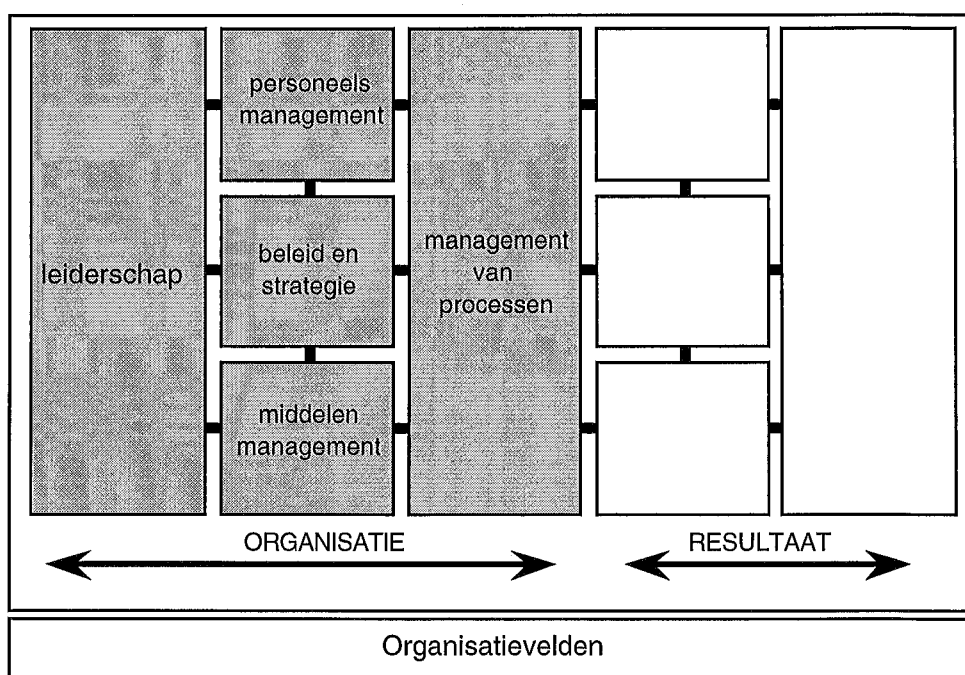 leiderschap
personeels
management
beleid en
strategie
middelen
management
management
van
processen
ORGANISATIE
RESULTAAT
Organisatievelden